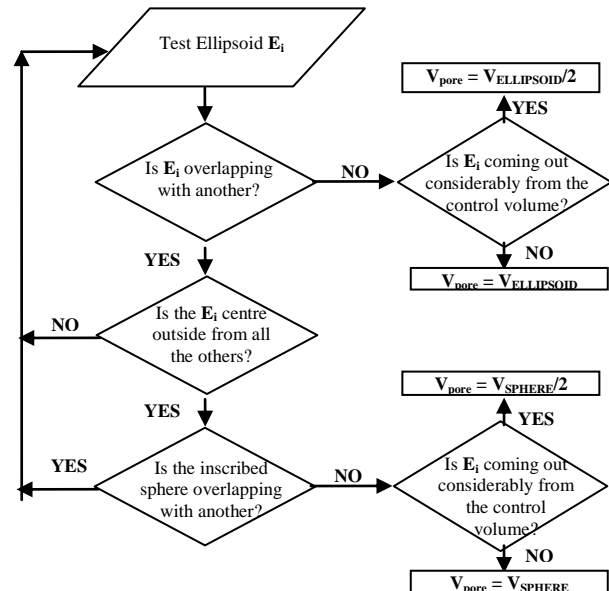 Test Ellipsoid Ei
Vpore = VELLIPSOID/2
YES
Is Ei overlapping
with another?
NO
Is Ei coming out
considerably from the
control volume?
YES
NO
Vpore = VELLIPSOID
NO
Is the Ei centre
outside from all
the others?
YES
Vpore = VSPHERE/2
YES
YES
Is the inscribed
sphere overlapping
with another?
NO
Is Ei coming out
considerably from
the control
volume?
NO
Vpore = VSPHERE